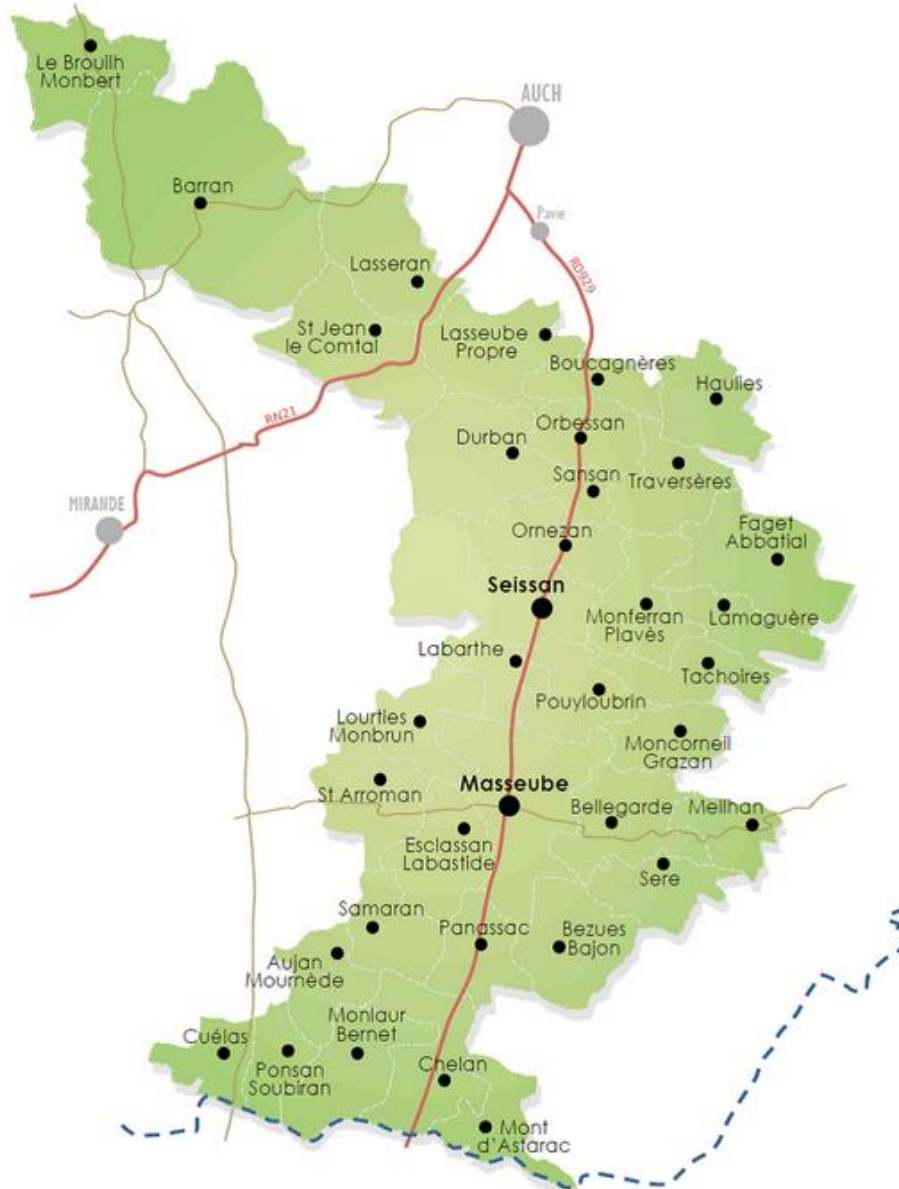 Le Brouilh
Monbert
AUCH
Barran
Pavie
Lasseran
RD929
St Jean
le Comtal
Lasseube
Propre
Boucagnères
Haulies
RN21
Durban
Orbessan
Sansan
Traversères
MIRANDE
Ornezan
Faget
Abbatial
Seissan
Monferran
Plavès
Lamaguère
Labarthe
Tachoires
Pouyloubrin
Lourties
Monbrun
Moncorneil
Grazan
St Arroman
Masseube
Bellegarde
Meilhan
Esclassan
Labastide
Sere
Samaran
Panassac
Bezues
Bajon
Aujan
Mournède
Cuélas
Ponsan
Soubiran
Monlaur
Bernet
Chelan
Mont
d'Astarac